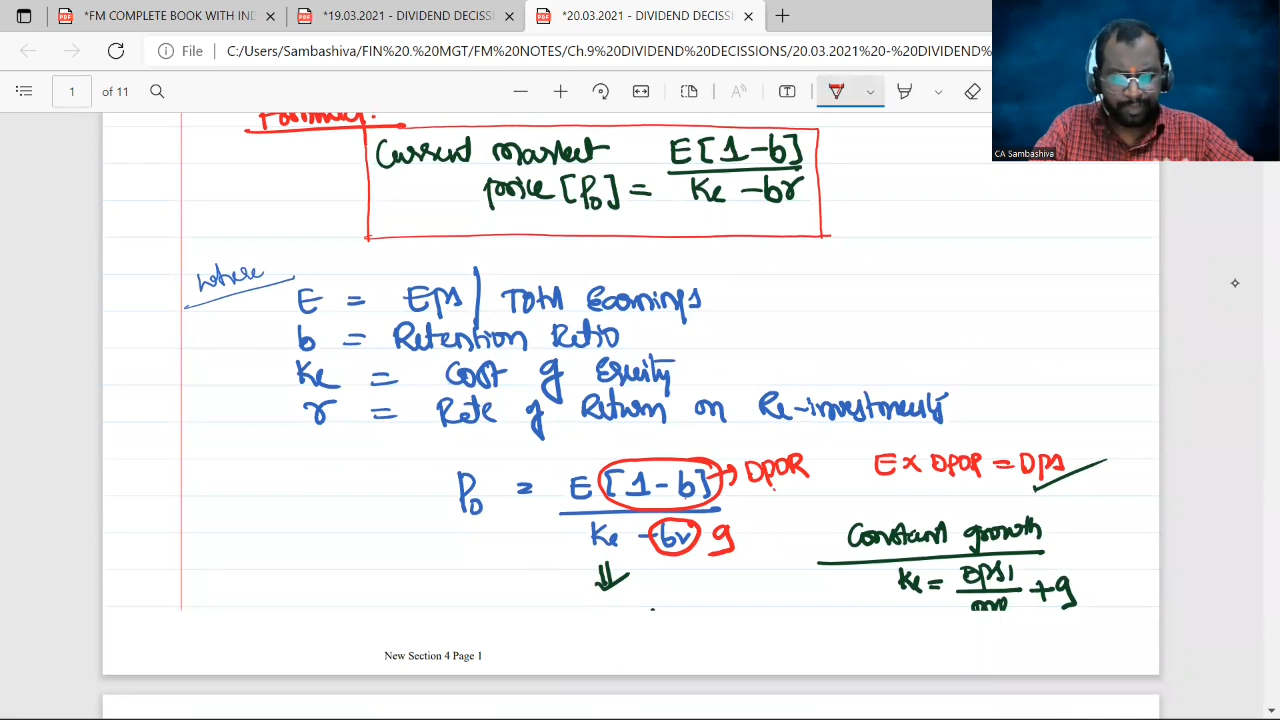 *FM COMPLETE BOOK WITH IND
*19.03.2021 - DIVIDEND DECISSI
*20.03.2021 - DIVIDEND DECISS
File C:/Users/Sambashiva/FIN%20.%20MGT/FM%20NOTES/Ch.9%20DIVIDEND%20DECISSIONS/20.03.2021%20-%20DIVIDEND%
1 of 11
CA Sambashiva
Formula:
Current market E[1-b]
price [P0] = Ke -br
where
E = EPS | Total Earnings
b = Retention Ratio
Ke = Cost of Equity
r = Rate of Return on Re-investments
P0 = E[1-b] → DPOR E x DPOR = DPS
Ke -br g
Constant growth
Ke = DPS1 + g
New Section 4 Page 1